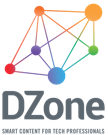 DZone
SMART CONTENT FOR TECH PROFESSIONALS